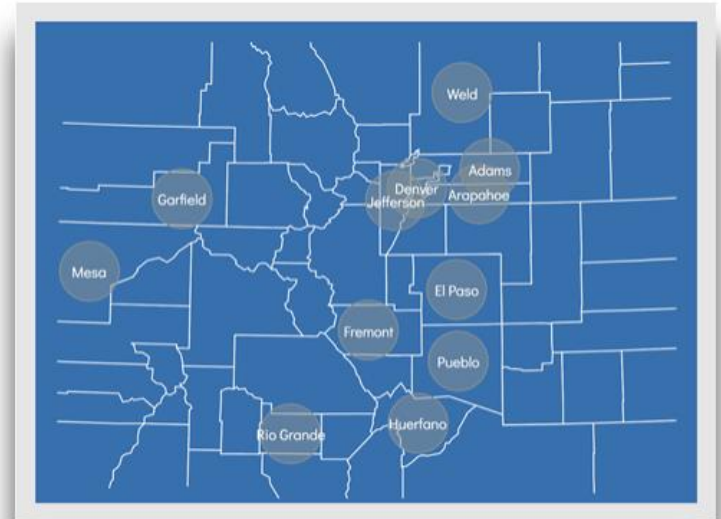 Weld
Adams
Denver
Arapahoe
Jefferson
Garfield
Mesa
El Paso
Fremont
Pueblo
Huerfano
Rio Grande